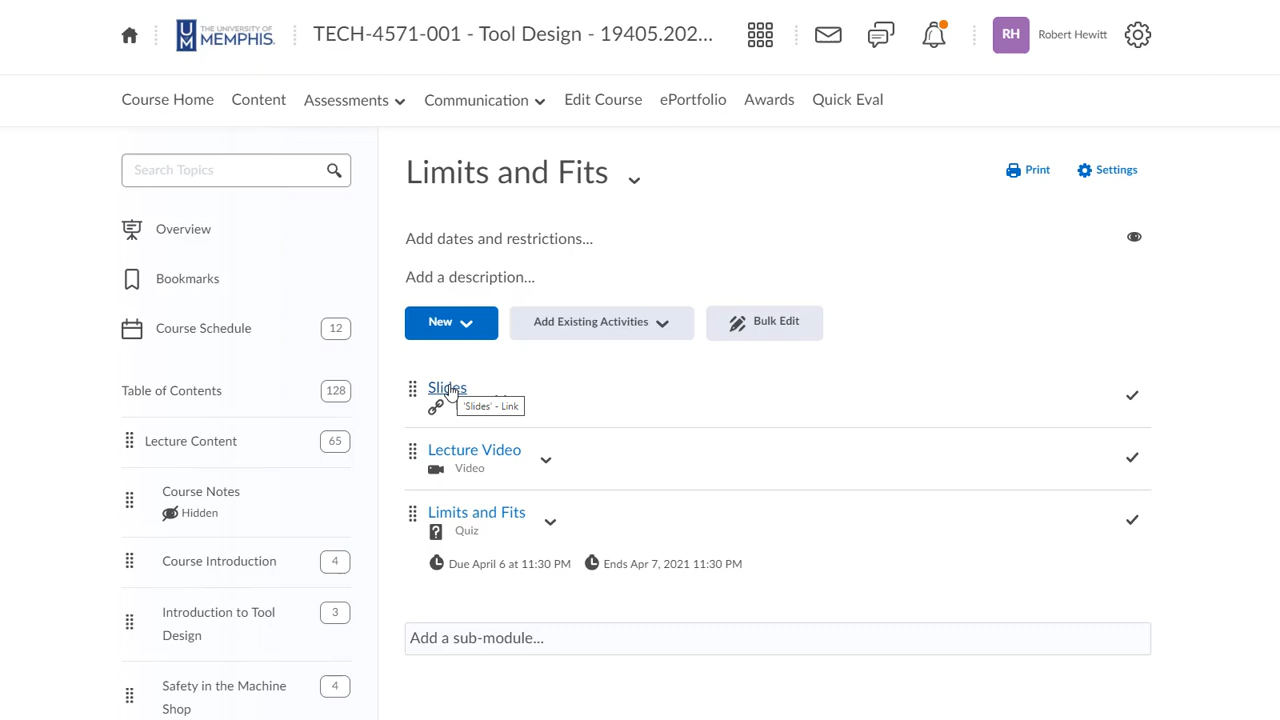 THE UNIVERSITY OF
UM MEMPHIS.
TECH-4571-001 - Tool Design - 19405.202...
RH
Robert Hewitt
Course Home
Content
Assessments
Communication
Edit Course
ePortfolio
Awards
Quick Eval
Search Topics
Overview
Bookmarks
Course Schedule 12
Table of Contents 128
Lecture Content 65
Course Notes
Hidden
Course Introduction 4
Introduction to Tool 3
Design
Safety in the Machine 4
Shop
Limits and Fits
Print
Settings
Add dates and restrictions...
Add a description...
New
Add Existing Activities
Bulk Edit
Slides
'Slides' - Link
Lecture Video
Video
Limits and Fits
Quiz
Due April 6 at 11:30 PM
Ends Apr 7, 2021 11:30 PM
Add a sub-module...